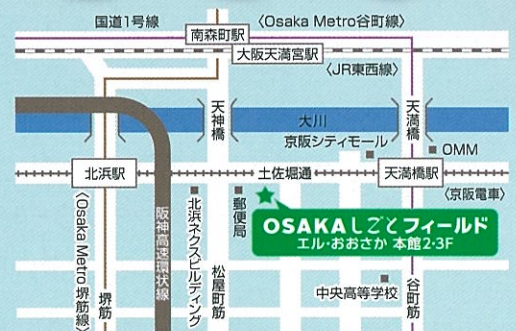 国道1号線
〈Osaka Metro谷町線〉
南森町駅
大阪天満宮駅
〈JR東西線〉
天神橋
大川
天満橋
京阪シティモール
OMM
北浜駅
土佐堀通
天満橋駅
〈京阪電車〉
〈Osaka Metro 堺筋線〉
堺筋
阪神高速環状線
北浜ネクスビルディング
郵便局
松屋町筋
OSAKAしごとフィールド
エル・おおさか 本館2・3F
中央高等学校
谷町筋